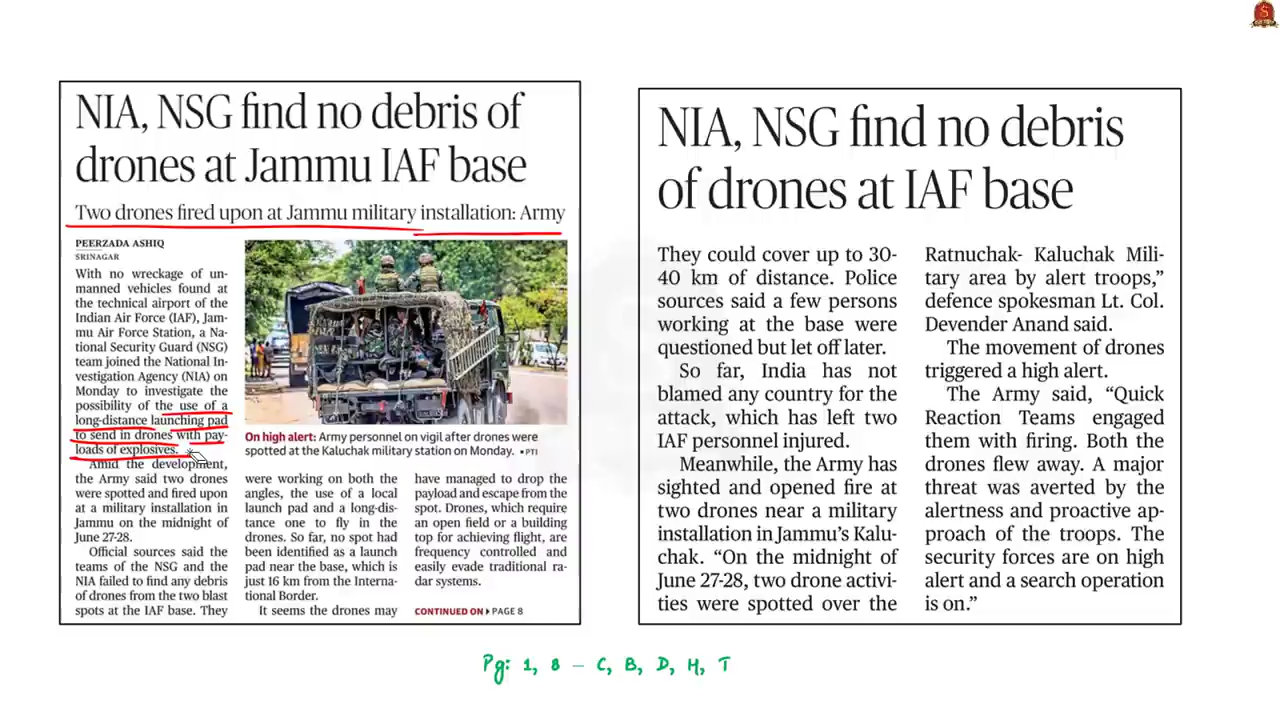 NIA, NSG find no debris of
drones at Jammu IAF base
Two drones fired upon at Jammu military installation: Army
PEERZADA ASHIQ
SRINAGAR
With no wreckage of un-
manned vehicles found at
the technical airport of the
Indian Air Force (IAF), Jam-
mu Air Force Station, a Na-
tional Security Guard (NSG)
team joined the National In-
vestigation Agency (NIA) on
Monday to investigate the
possibility of the use of a
long-distance launching pad
to send in drones with pay-
loads of explosives.
Amid the development,
the Army said two drones
were spotted and fired upon
at a military installation in
Jammu on the midnight of
June 27-28.
Official sources said the
teams of the NSG and the
NIA failed to find any debris
of drones from the two blast
spots at the IAF base. They
On high alert: Army personnel on vigil after drones were
spotted at the Kaluchak military station on Monday. ▪ PTI
were working on both the
angles, the use of a local
launch pad and a long-dis-
tance one to fly in the
drones. So far, no spot had
been identified as a launch
pad near the base, which is
just 16 km from the Interna-
tional Border.
It seems the drones may
have managed to drop the
payload and escape from the
spot. Drones, which require
an open field or a building
top for achieving flight, are
frequency controlled and
easily evade traditional ra-
dar systems.
CONTINUED ON ▸ PAGE 8
NIA, NSG find no debris
of drones at IAF base
They could cover up to 30-
40 km of distance. Police
sources said a few persons
working at the base were
questioned but let off later.
So far, India has not
blamed any country for the
attack, which has left two
IAF personnel injured.
Meanwhile, the Army has
sighted and opened fire at
two drones near a military
installation in Jammu’s Kalu-
chak. “On the midnight of
June 27-28, two drone activi-
ties were spotted over the
Ratnuchak- Kaluchak Mili-
tary area by alert troops,”
defence spokesman Lt. Col.
Devender Anand said.
The movement of drones
triggered a high alert.
The Army said, “Quick
Reaction Teams engaged
them with firing. Both the
drones flew away. A major
threat was averted by the
alertness and proactive ap-
proach of the troops. The
security forces are on high
alert and a search operation
is on.”
Pg: 1, 8 – C, B, D, H, T